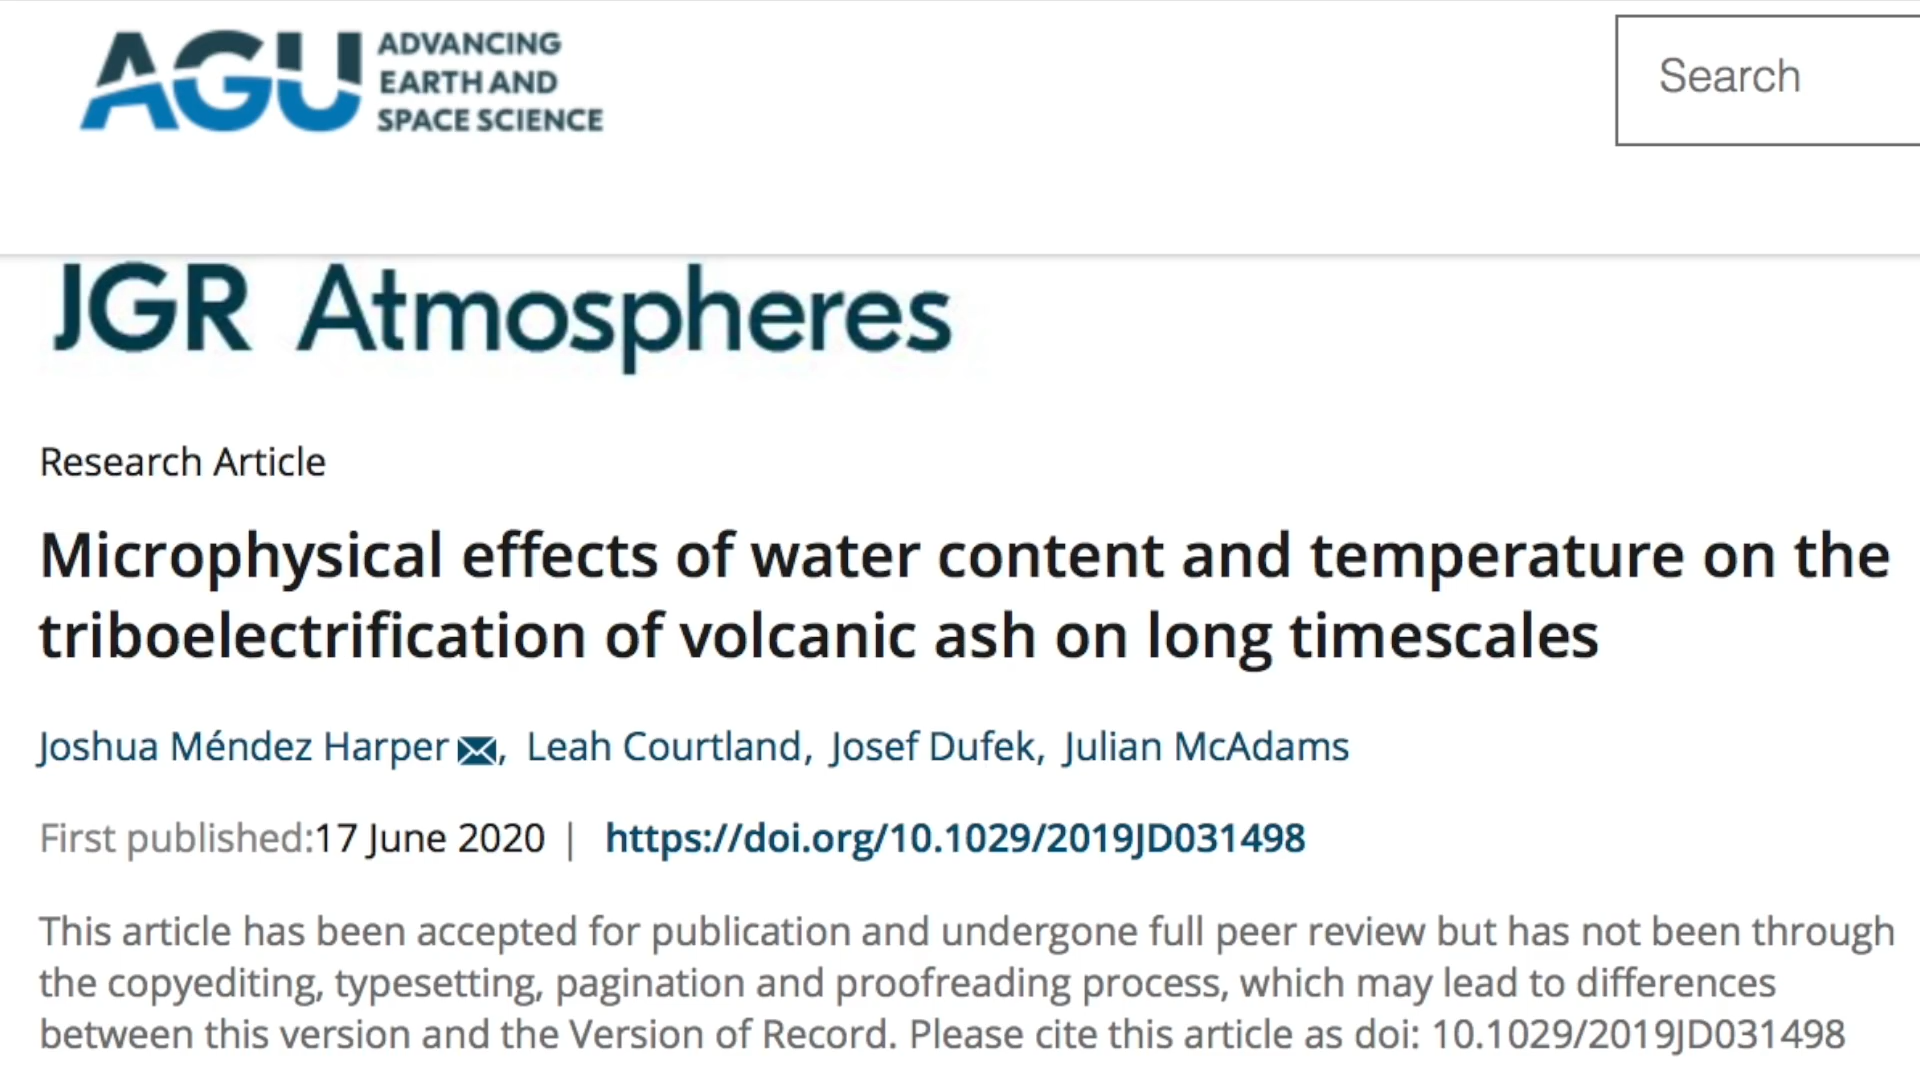 AGU ADVANCING
EARTH AND
SPACE SCIENCE
Search
JGR Atmospheres
Research Article
Microphysical effects of water content and temperature on the
triboelectrification of volcanic ash on long timescales
Joshua Méndez Harper, Leah Courtland, Josef Dufek, Julian McAdams
First published:17 June 2020 | https://doi.org/10.1029/2019JD031498
This article has been accepted for publication and undergone full peer review but has not been through
the copyediting, typesetting, pagination and proofreading process, which may lead to differences
between this version and the Version of Record. Please cite this article as doi: 10.1029/2019JD031498